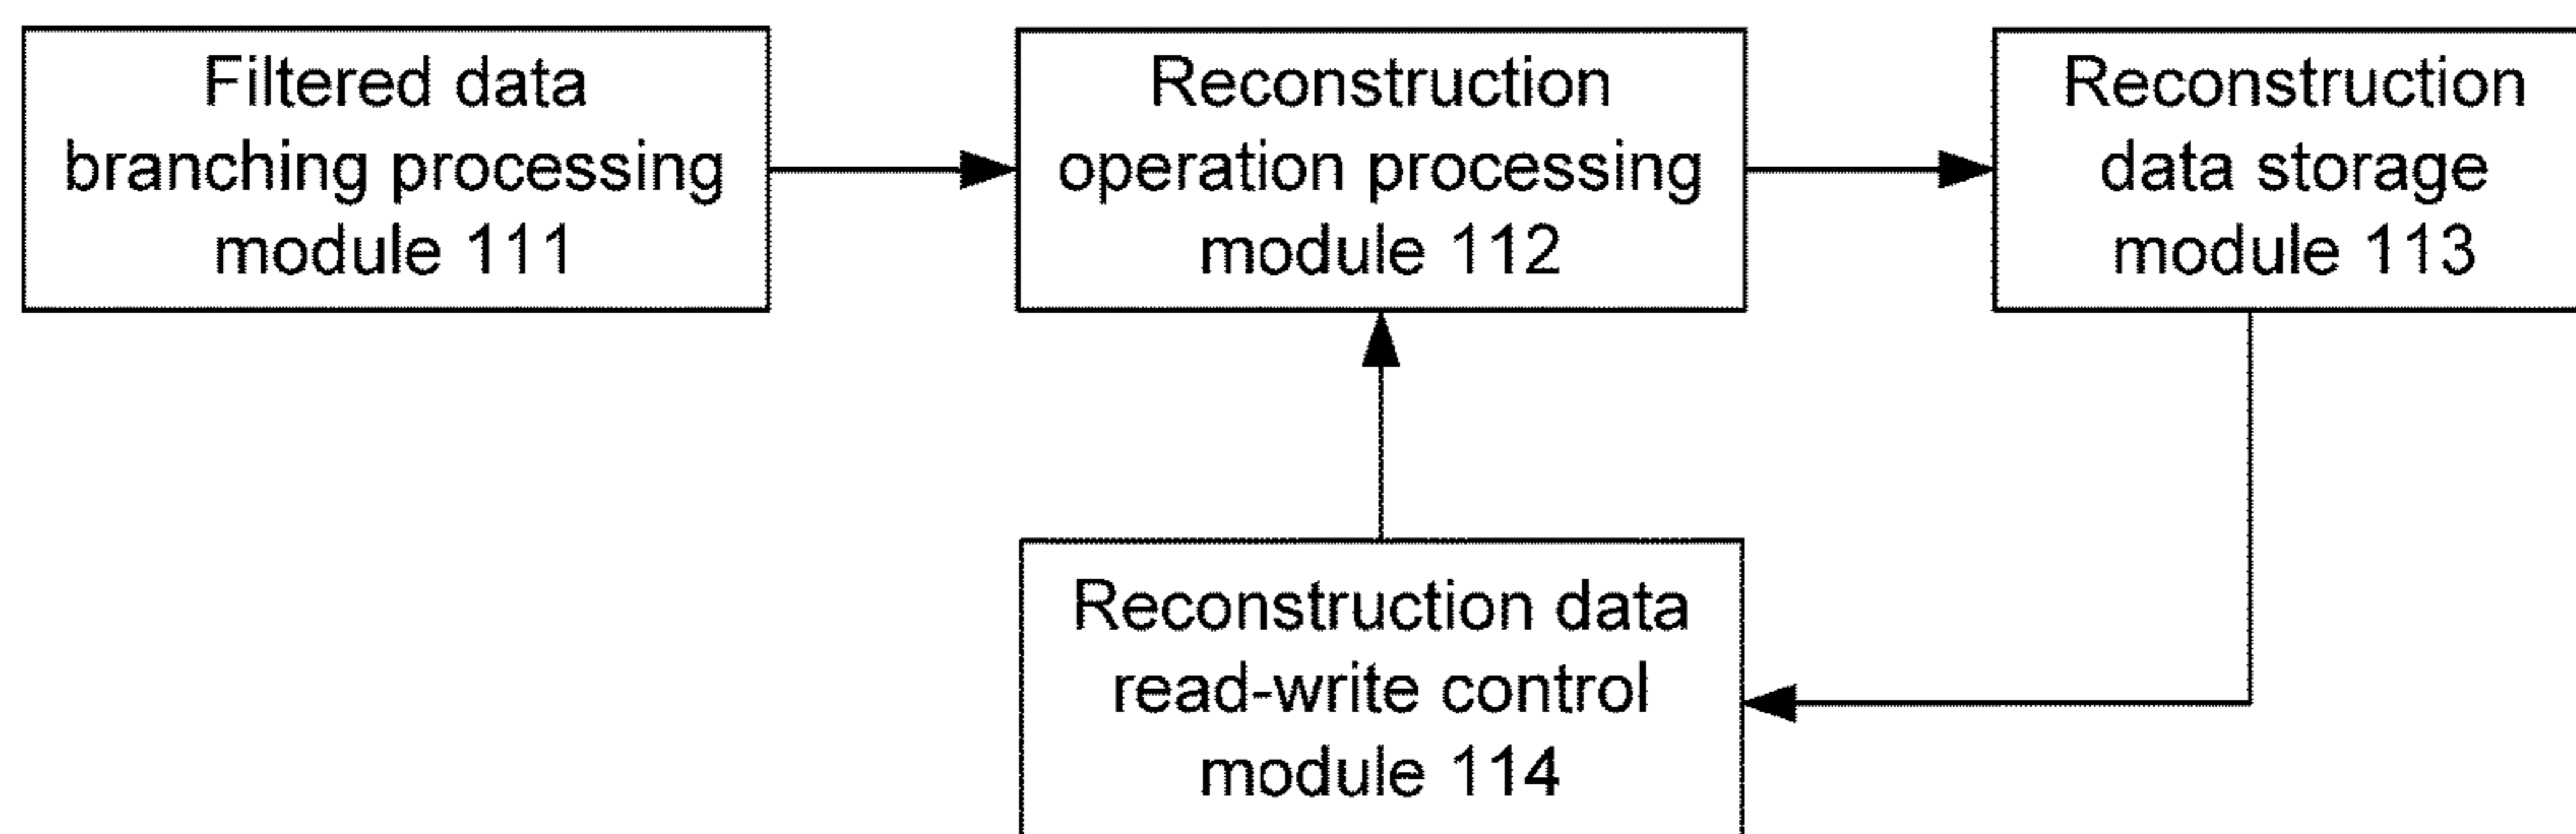 Filtered data
branching processing
module 111
Reconstruction
operation processing
module 112
Reconstruction
data storage
module 113
Reconstruction data
read-write control
module 114